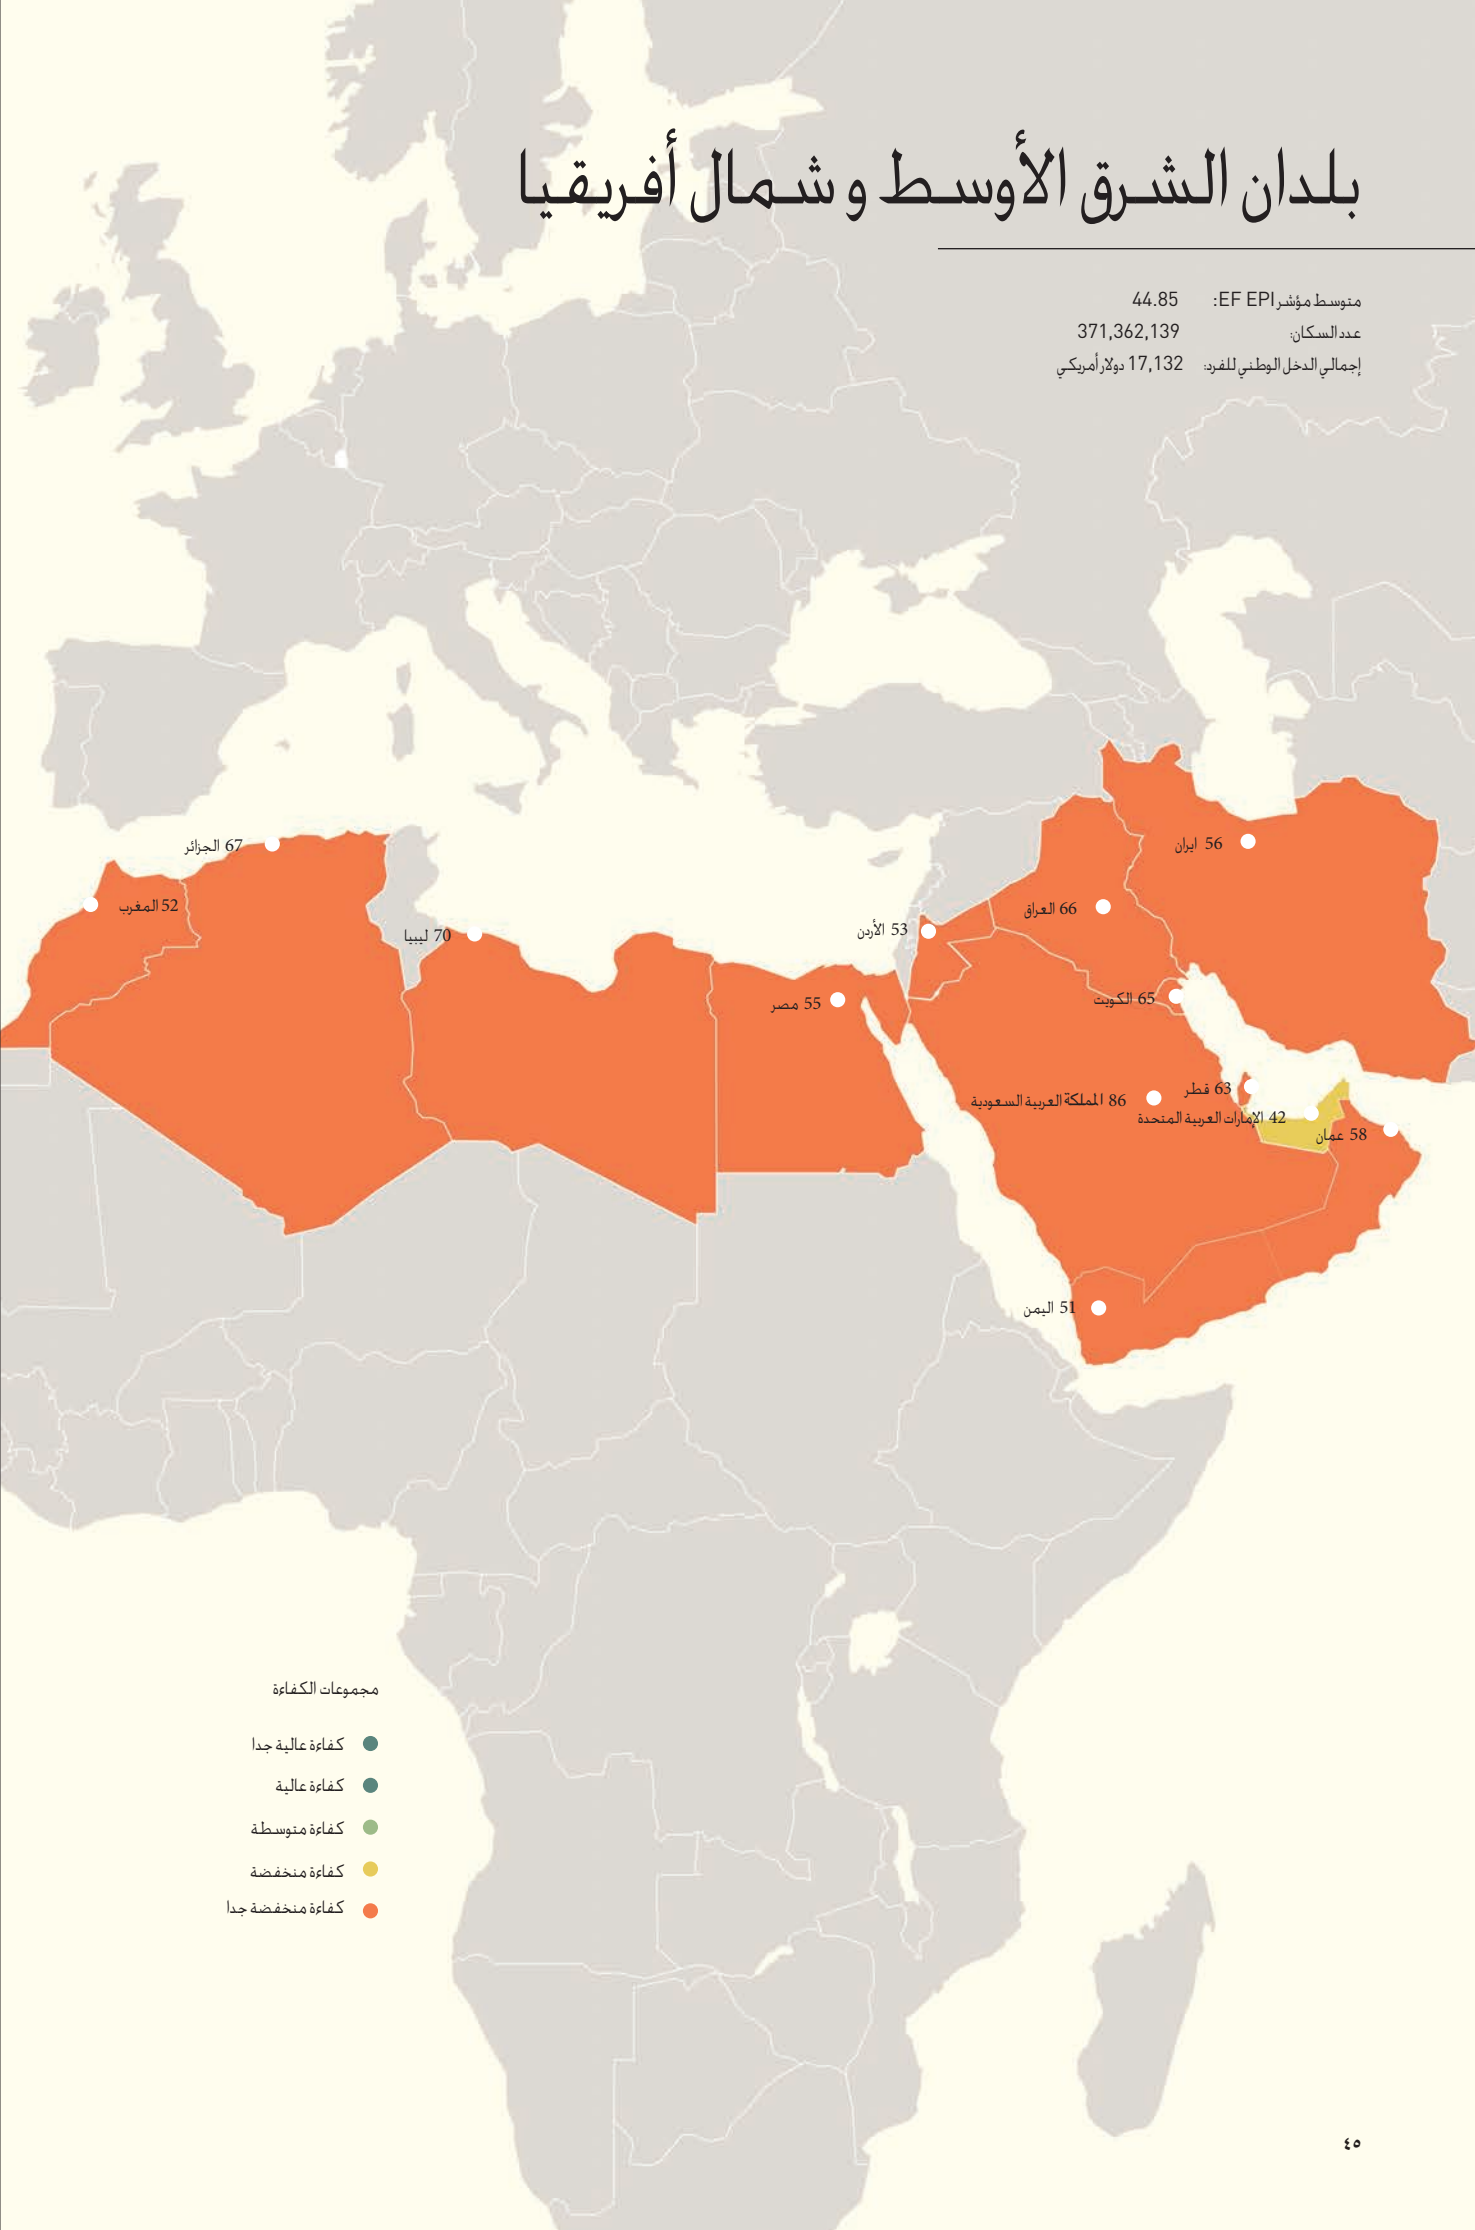 بلدان الشرق الأوسط و شمال أفريقيا
متوسط مؤشر EF EPI: 44.85
عدد السكان: 371,362,139
إجمالي الدخل الوطني للفرد: 17,132 دولار أمريكي
56 ايران
67 الجزائر
52 المغرب
66 العراق
53 الأردن
70 ليبيا
65 الكويت
55 مصر
63 قطر
86 المملكة العربية السعودية
42 الإمارات العربية المتحدة
58 عمان
51 اليمن
مجموعات الكفاءة
كفاءة عالية جدا
كفاءة عالية
كفاءة متوسطة
كفاءة منخفضة
كفاءة منخفضة جدا
٤٥